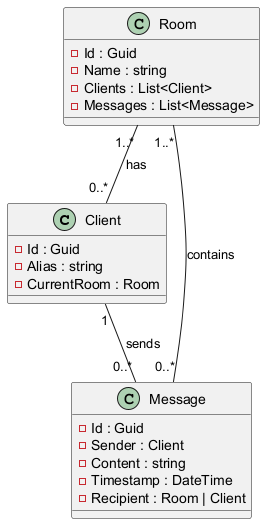 C Room
Id : Guid
Name : string
Clients : List<Client>
Messages : List<Message>
1..*
1..*
has
0..*
C Client
Id : Guid
Alias : string
CurrentRoom : Room
contains
1
sends
0..*
0..*
C Message
Id : Guid
Sender : Client
Content : string
Timestamp : DateTime
Recipient : Room | Client